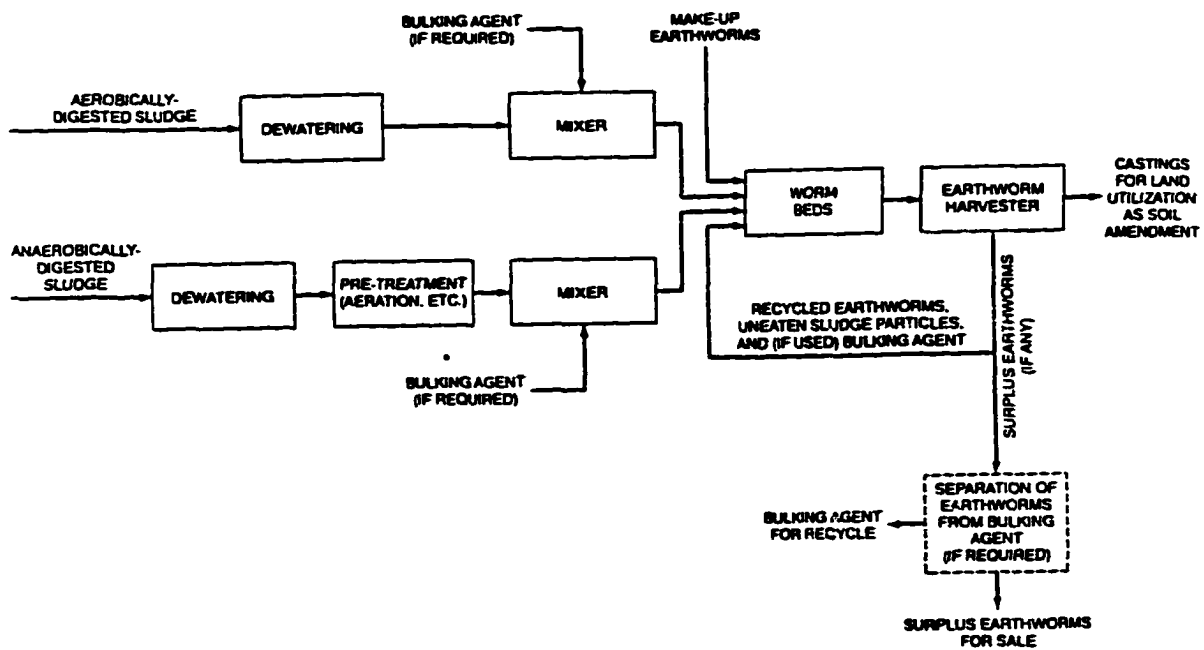 BULKING AGENT
(IF REQUIRED)
MAKE-UP
EARTHWORMS
AEROBICALLY-
DIGESTED SLUDGE
DEWATERING
MIXER
WORM
BEDS
EARTHWORM
HARVESTER
CASTINGS
FOR LAND
UTILIZATION
AS SOIL
AMENDMENT
ANAEROBICALLY-
DIGESTED
SLUDGE
DEWATERING
PRE-TREATMENT
(AERATION, ETC.)
MIXER
BULKING AGENT
(IF REQUIRED)
RECYCLED EARTHWORMS,
UNEATEN SLUDGE PARTICLES,
AND (IF USED) BULKING AGENT
SURPLUS EARTHWORMS
(IF ANY)
SEPARATION OF
EARTHWORMS
FROM BULKING
AGENT
(IF REQUIRED)
BULKING AGENT
FOR RECYCLE
SURPLUS EARTHWORMS
FOR SALE